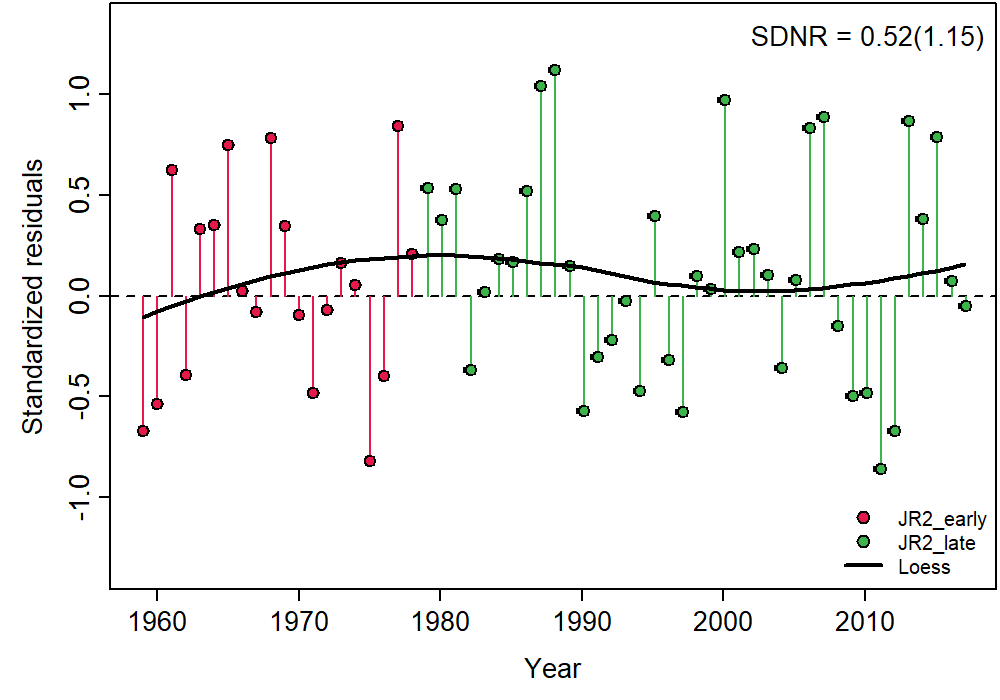 SDNR = 0.52(1.15)
Standardized residuals
1.0
0.5
0.0
-0.5
-1.0
JR2_early
JR2_late
Loess
1960 1970 1980 1990 2000 2010
Year